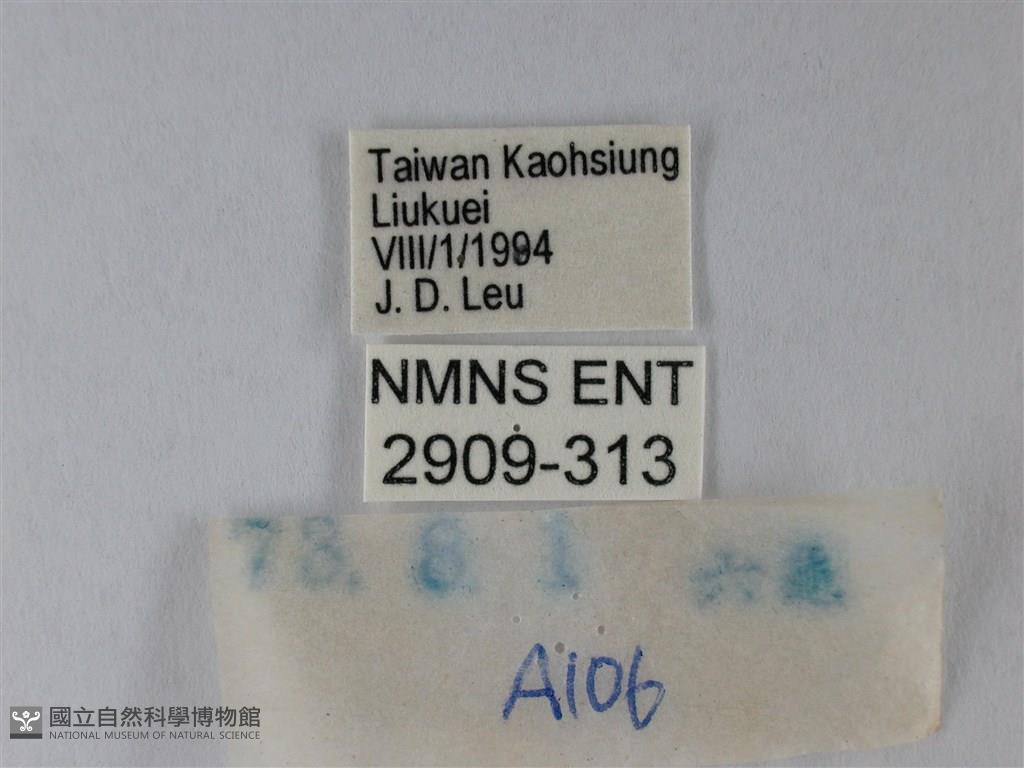 Taiwan Kaohsiung
Liukuei
VIII/1/1994
J. D. Leu
NMNS ENT
2909-313
78. 8 1 六龜
A106
國立自然科學博物館
NATIONAL MUSEUM OF NATURAL SCIENCE